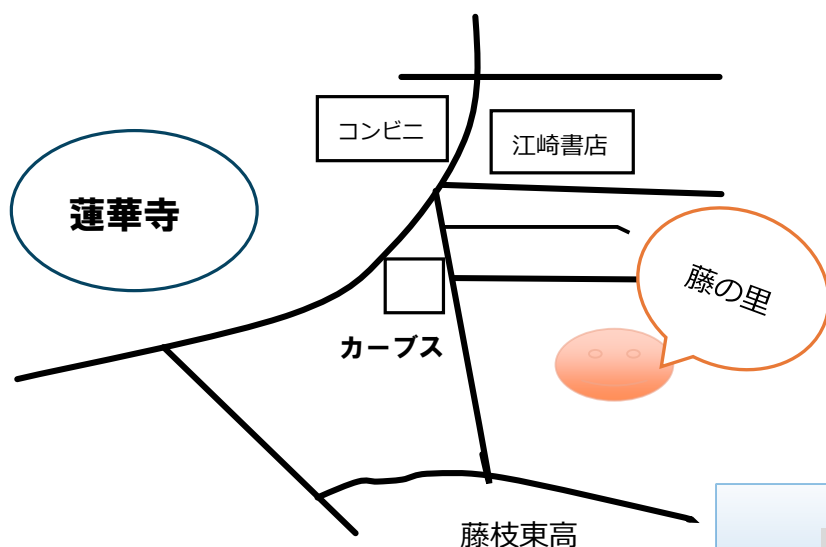 コンビニ
江崎書店
蓮華寺
藤の里
カーブス
藤枝東高